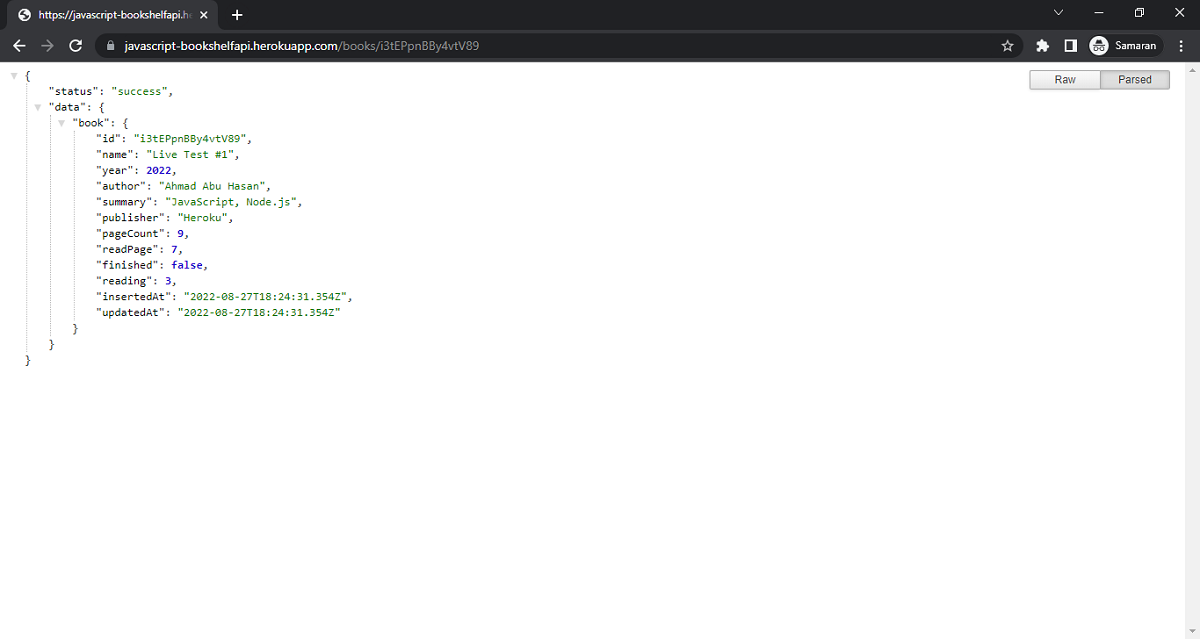 https://javascript-bookshelfapi.he
javascript-bookshelfapi.herokuapp.com/books/i3tEPpnBBy4vtV89
Samaran
Raw
Parsed
{
"status": "success",
"data": {
"book": {
"id": "i3tEPpnBBy4vtV89",
"name": "Live Test #1",
"year": 2022,
"author": "Ahmad Abu Hasan",
"summary": "JavaScript, Node.js",
"publisher": "Heroku",
"pageCount": 9,
"readPage": 7,
"finished": false,
"reading": 3,
"insertedAt": "2022-08-27T18:24:31.354Z",
"updatedAt": "2022-08-27T18:24:31.354Z"
}
}
}